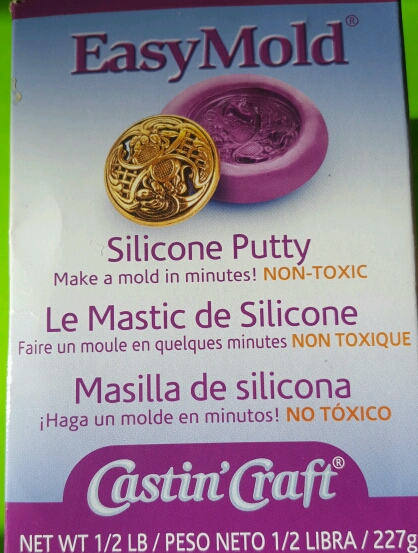 EasyMold®
Silicone Putty
Make a mold in minutes! NON-TOXIC
Le Mastic de Silicone
Faire un moule en quelques minutes NON TOXIQUE
Masilla de silicona
¡Haga un molde en minutos! NO TÓXICO
Castin'Craft®
NET WT 1/2 LB / PESO NETO 1/2 LIBRA / 227g